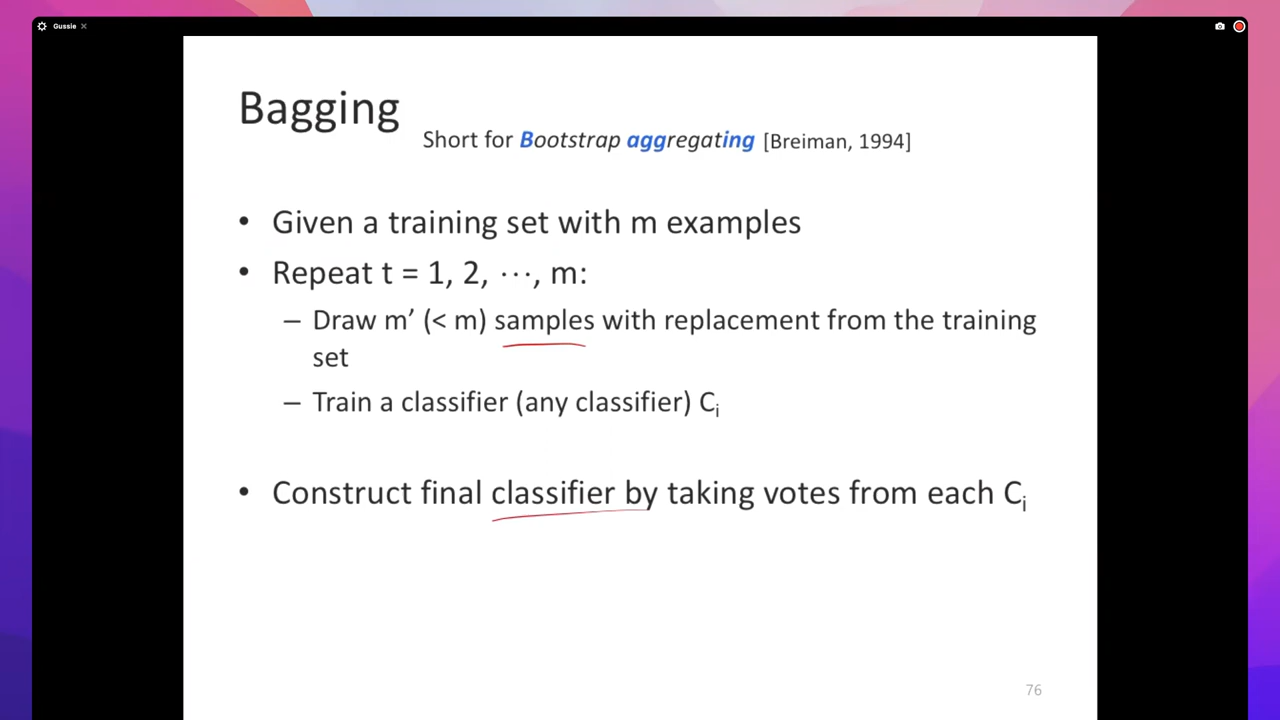 Gussie
Bagging
Short for Bootstrap aggregating [Breiman, 1994]
• Given a training set with m examples
• Repeat t = 1, 2, ⋯, m:
– Draw m’ (< m) samples with replacement from the training
set
– Train a classifier (any classifier) Ci
• Construct final classifier by taking votes from each Ci
76